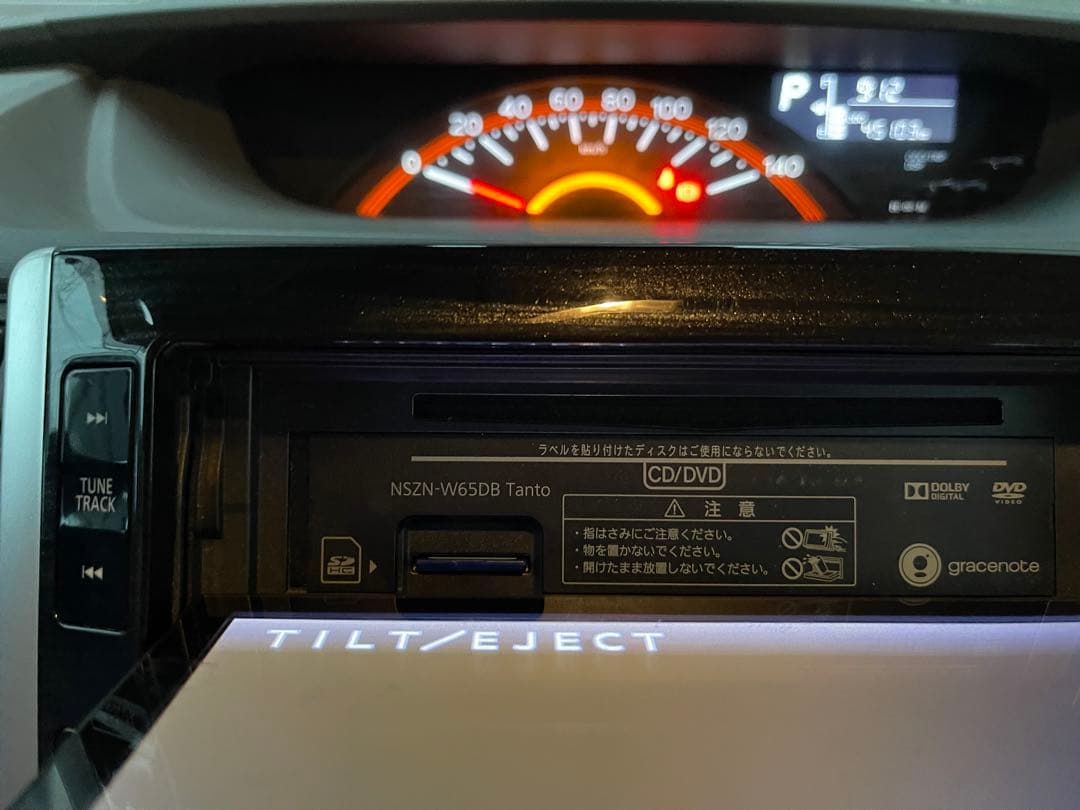 0 20 40 60 80 100 120 140
km/h
P
912
TUNE
TRACK
ラベルを貼り付けたディスクはご使用にならないでください。
CD/DVD
NSZN-W65DB Tanto
DOLBY
DIGITAL
DVD
VIDEO
注 意
・指はさみにご注意ください。
・物を置かないでください。
・開けたまま放置しないでください。
SD
HC
gracenote
TILT/EJECT